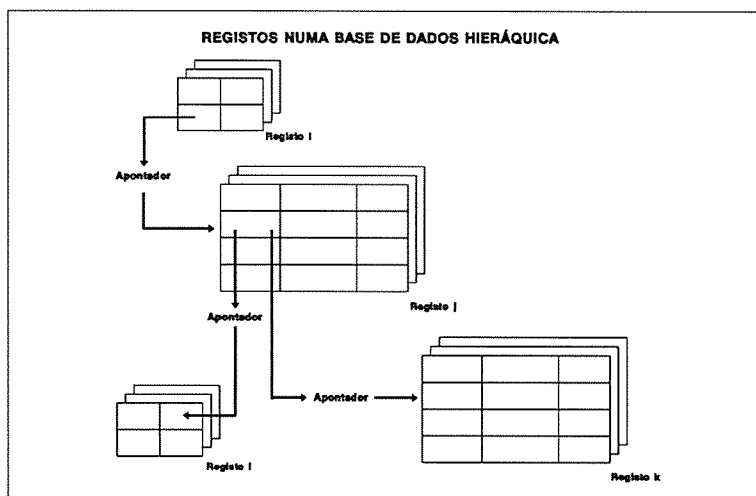 REGISTOS NUMA BASE DE DADOS HIERÁQUICA
Registo i
Apontador
Registo j
Apontador
Apontador
Registo l
Registo k